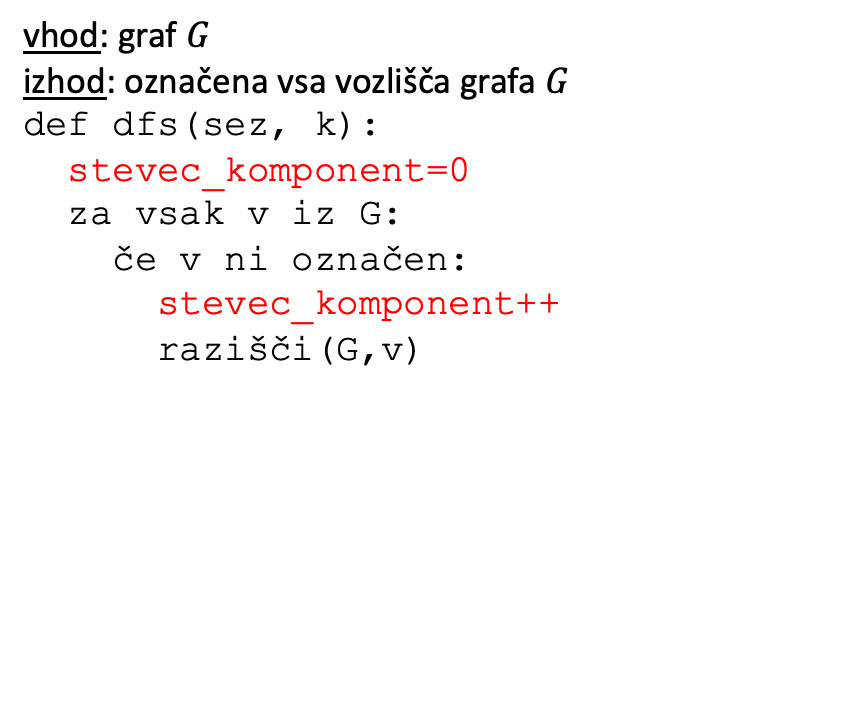 vhod: graf G
izhod: označena vsa vozlišča grafa G
def dfs(sez, k):
stevec_komponent=0
za vsak v iz G:
če v ni označen:
stevec_komponent++
razišči(G,v)